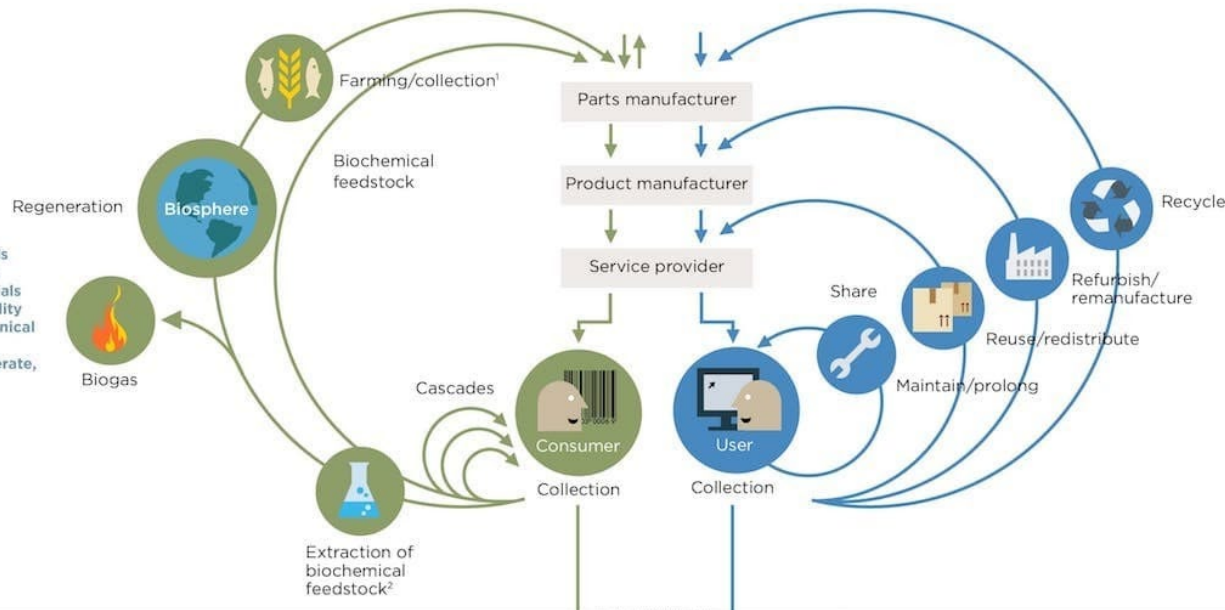 Farming/collection¹
Parts manufacturer
Biochemical
feedstock
Product manufacturer
Regeneration
Biosphere
Recycle
Service provider
Share
Refurbish/
remanufacture
Reuse/redistribute
Biogas
Cascades
Maintain/prolong
Consumer
User
Collection
Collection
Extraction of
biochemical
feedstock²